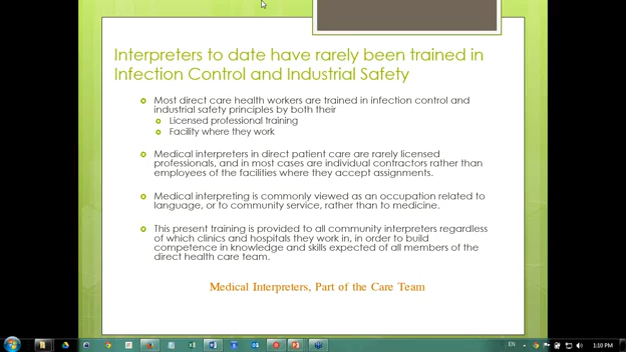 Interpreters to date have rarely been trained in
Infection Control and Industrial Safety
Most direct care health workers are trained in infection control and
industrial safety principles by both their
Licensed professional training
Facility where they work
Medical interpreters in direct patient care are rarely licensed
professionals, and in most cases are individual contractors rather than
employees of the facilities where they accept assignments.
Medical interpreting is commonly viewed as an occupation related to
language, or to community service, rather than to medicine.
This present training is provided to all community interpreters regardless
of which clinics and hospitals they work in, in order to build
competence in knowledge and skills expected of all members of the
direct health care team.
Medical Interpreters, Part of the Care Team
EN
1:10 PM